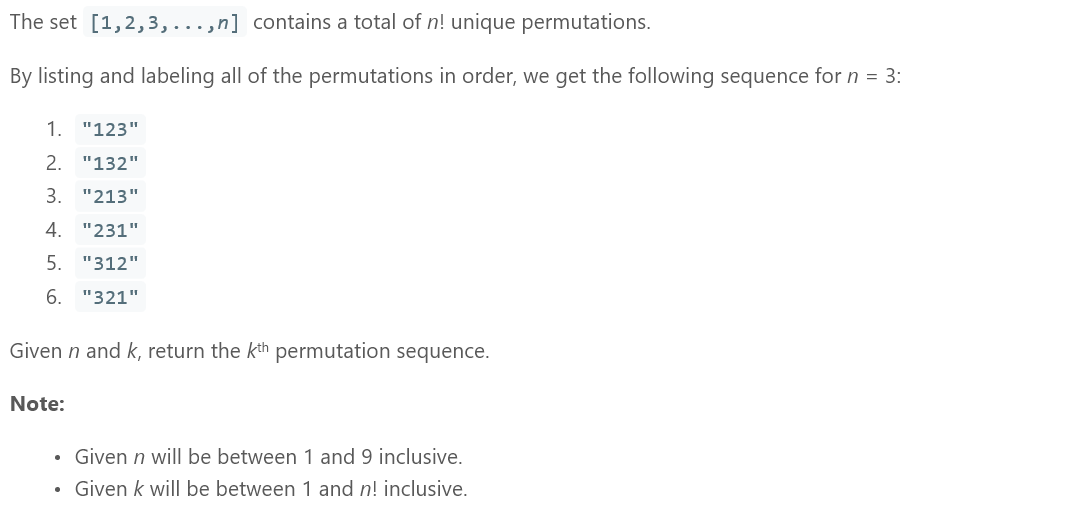 The set [1,2,3,...,n] contains a total of n! unique permutations.
By listing and labeling all of the permutations in order, we get the following sequence for n = 3:
1. "123"
2. "132"
3. "213"
4. "231"
5. "312"
6. "321"
Given n and k, return the kth permutation sequence.
Note:
• Given n will be between 1 and 9 inclusive.
• Given k will be between 1 and n! inclusive.